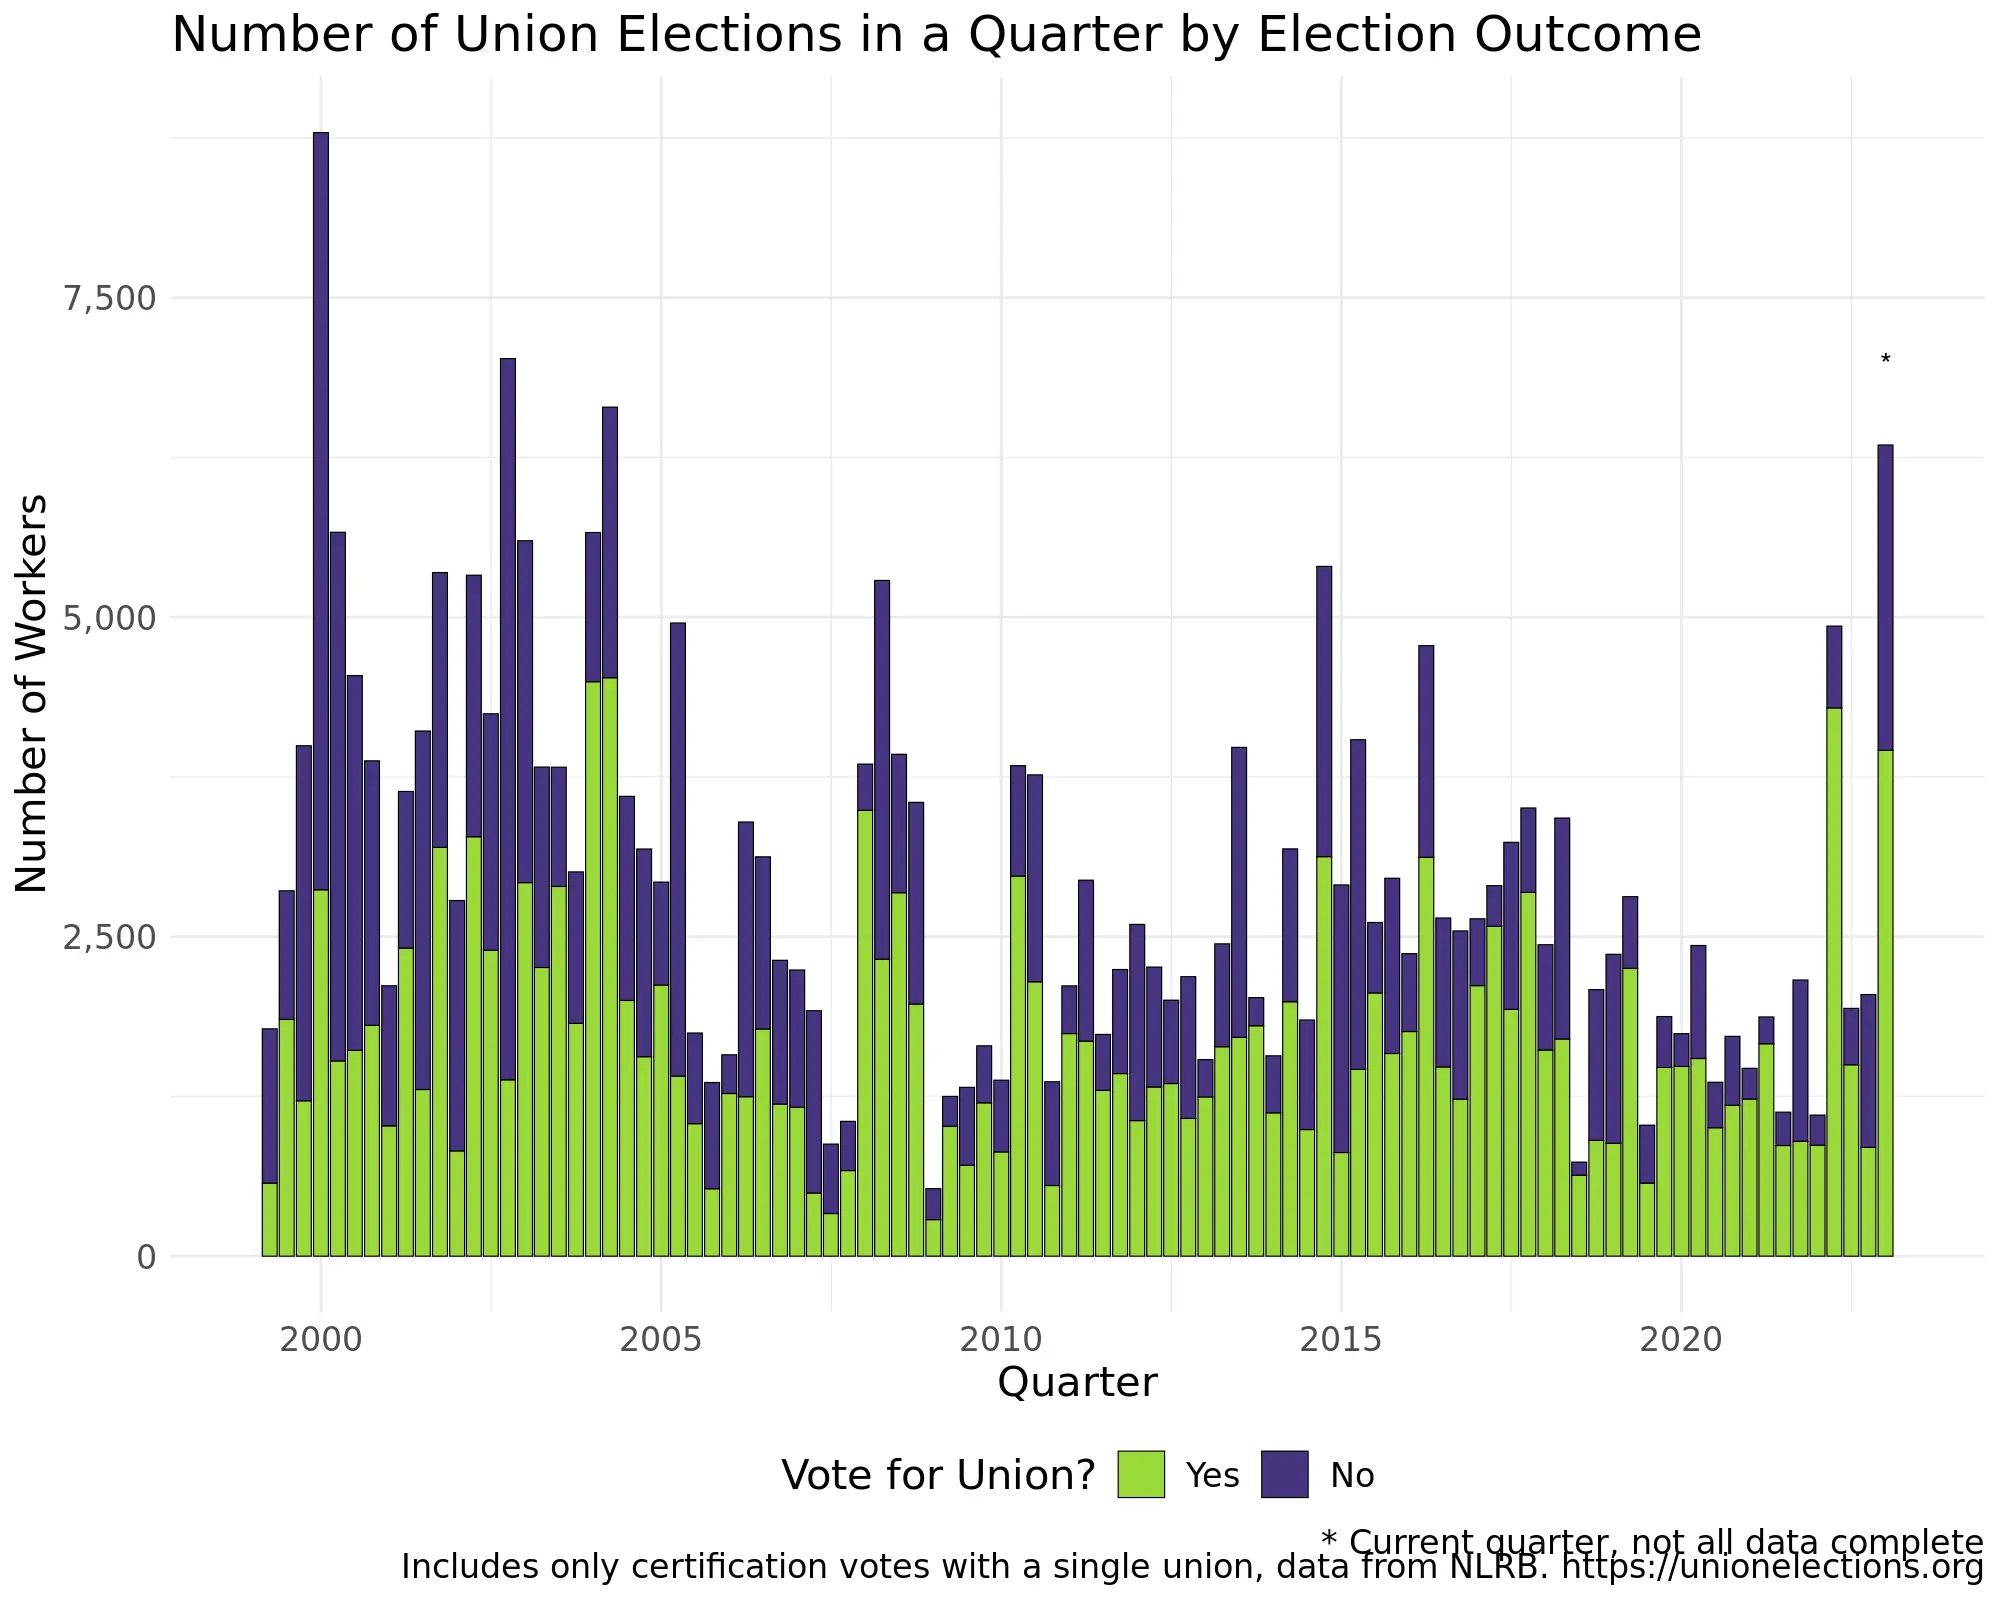 Number of Union Elections in a Quarter by Election Outcome
Number of Workers
7,500
5,000
2,500
0
*
2000 2005 2010 2015 2020
Quarter
Vote for Union? Yes No
* Current quarter, not all data complete
Includes only certification votes with a single union, data from NLRB. https://unionelections.org